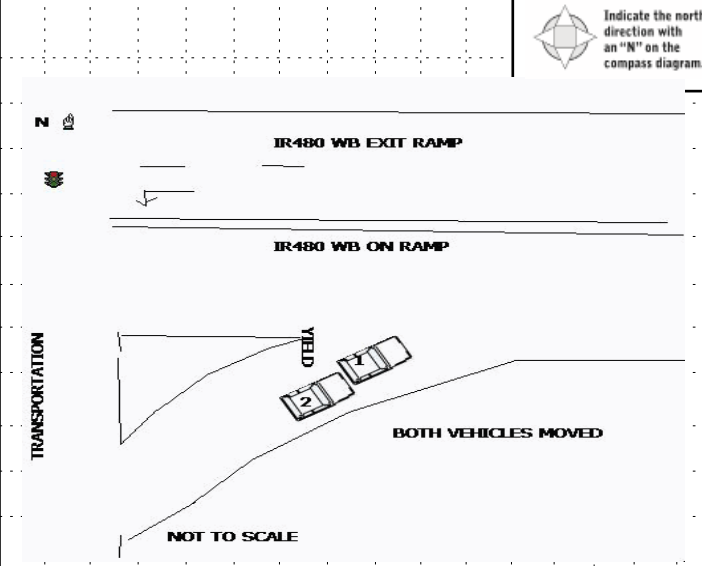 Indicate the north
direction with
an "N" on the
compass diagram.
N
IR480 WB EXIT RAMP
IR480 WB ON RAMP
TRANSPORTATION
YIELD
1
2
BOTH VEHICLES MOVED
NOT TO SCALE